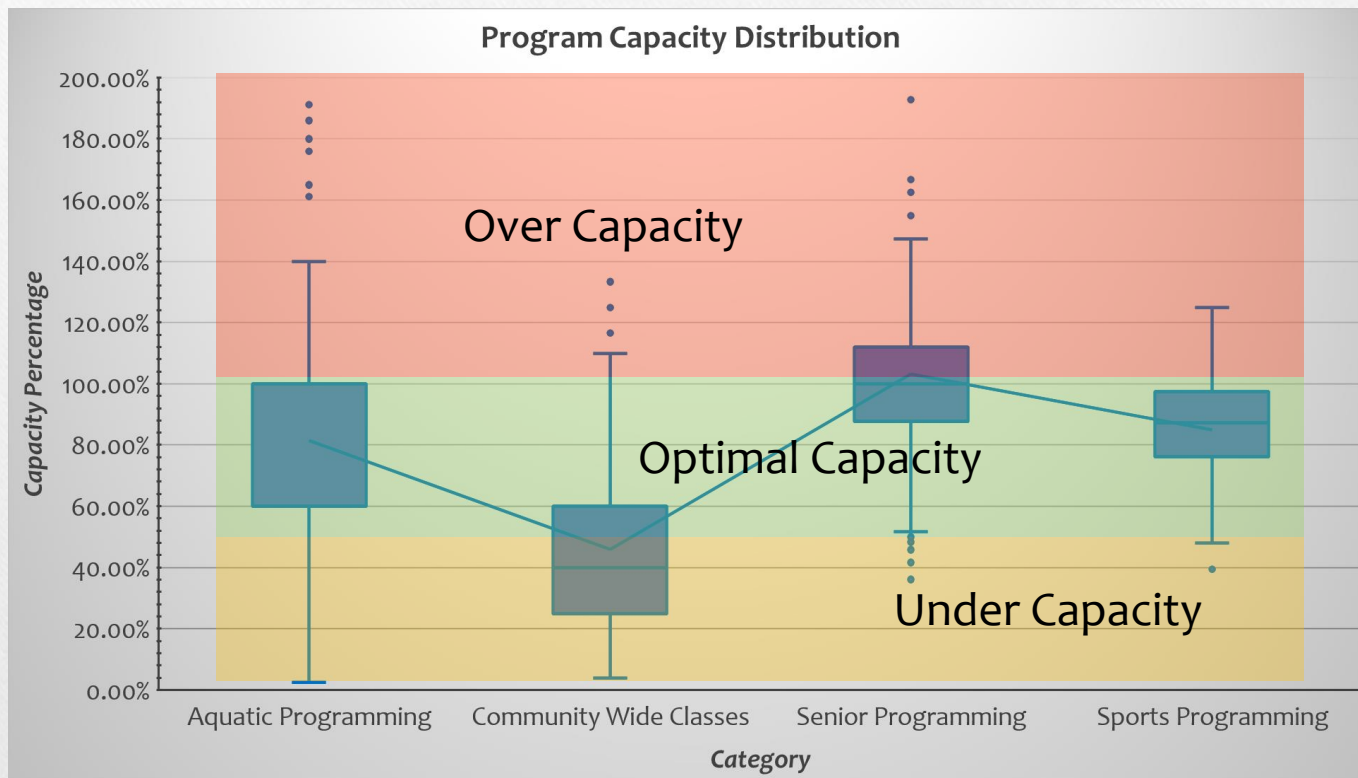 Program Capacity Distribution
200.00%
180.00%
160.00%
140.00%
120.00%
100.00%
80.00%
60.00%
40.00%
20.00%
0.00%
Capacity Percentage
Over Capacity
Optimal Capacity
Under Capacity
Aquatic Programming
Community Wide Classes
Senior Programming
Sports Programming
Category